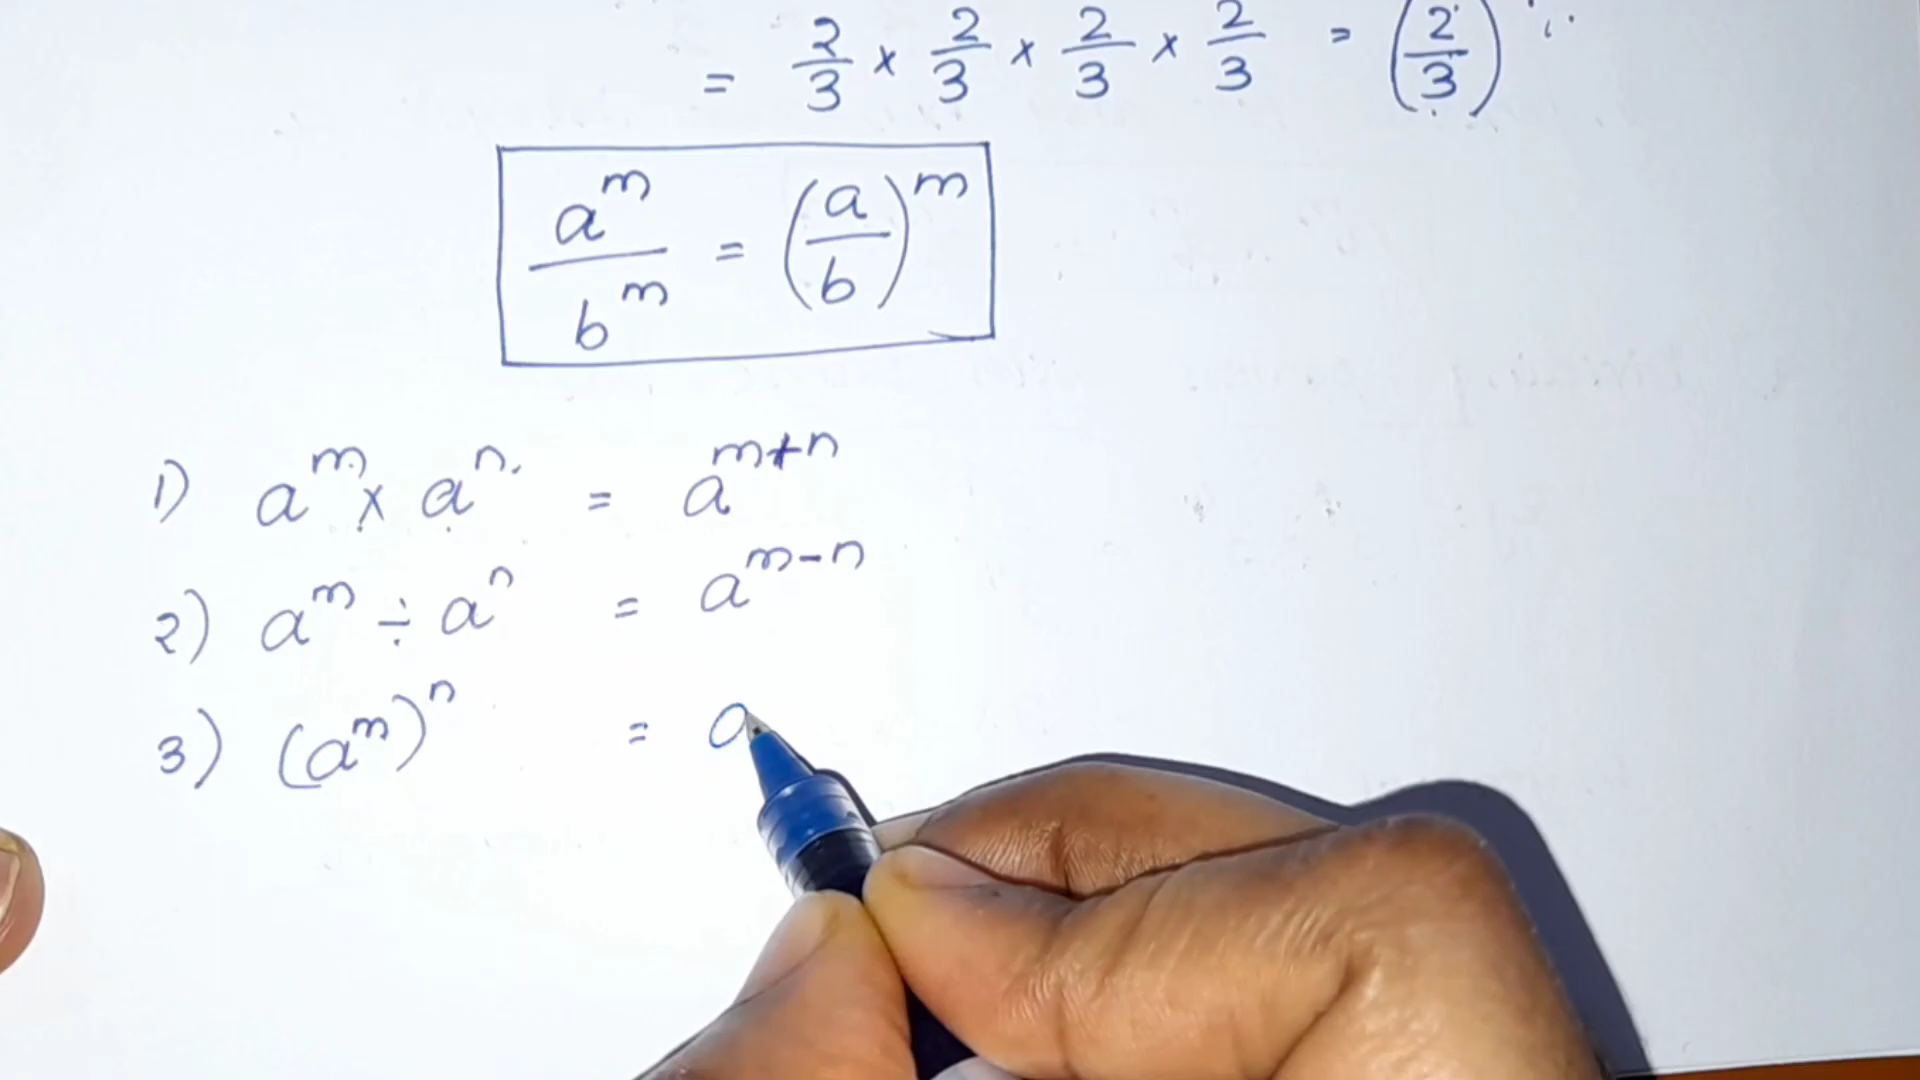 = 2/3 × 2/3 × 2/3 × 2/3 = (2/3)
a^m/b^m = (a/b)^m
1) a^m × a^n = a^{m+n}
2) a^m ÷ a^n = a^{m-n}
3) (a^m)^n = a